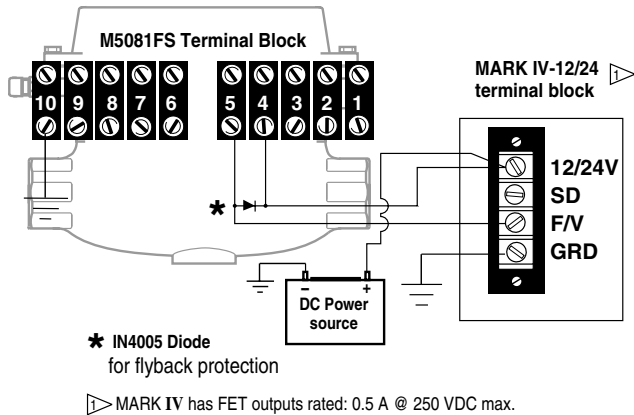 M5081FS Terminal Block
10 9 8 7 6 5 4 3 2 1
MARK IV-12/24 1
terminal block
12/24V
SD
F/V
GRD
*
– +
DC Power
source
* IN4005 Diode
for flyback protection
1 MARK IV has FET outputs rated: 0.5 A @ 250 VDC max.